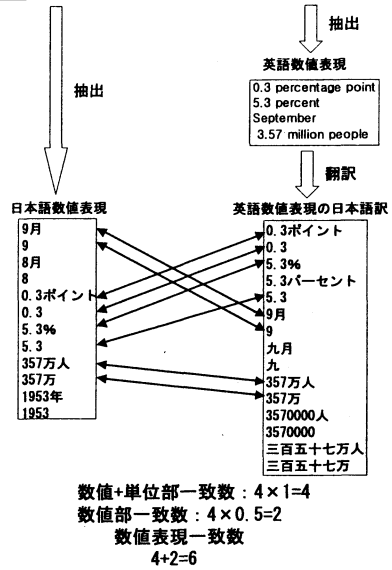 抽出
抽出
英語数値表現
0.3 percentage point
5.3 percent
September
3.57 million people
翻訳
日本語数値表現
9月
9
8月
8
0.3ポイント
0.3
5.3%
5.3
357万人
357万
1953年
1953
英語数値表現の日本語訳
0.3ポイント
0.3
5.3%
5.3パーセント
5.3
9月
9
九月
九
357万人
357万
3570000人
3570000
三百五十七万人
三百五十七万
数値+単位部一致数：4×1=4
数値部一致数：4×0.5=2
数値表現一致数
4+2=6